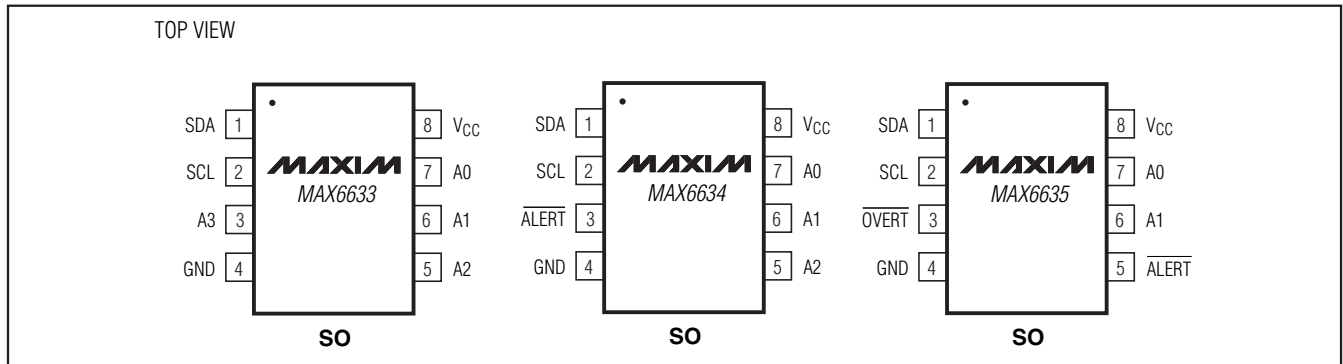 TOP VIEW
SDA 1
SCL 2
A3 3
GND 4
MAXIM
MAX6633
8 VCC
7 A0
6 A1
5 A2
SO
SDA 1
SCL 2
ALERT 3
GND 4
MAXIM
MAX6634
8 VCC
7 A0
6 A1
5 A2
SO
SDA 1
SCL 2
OVERT 3
GND 4
MAXIM
MAX6635
8 VCC
7 A0
6 A1
5 ALERT
SO